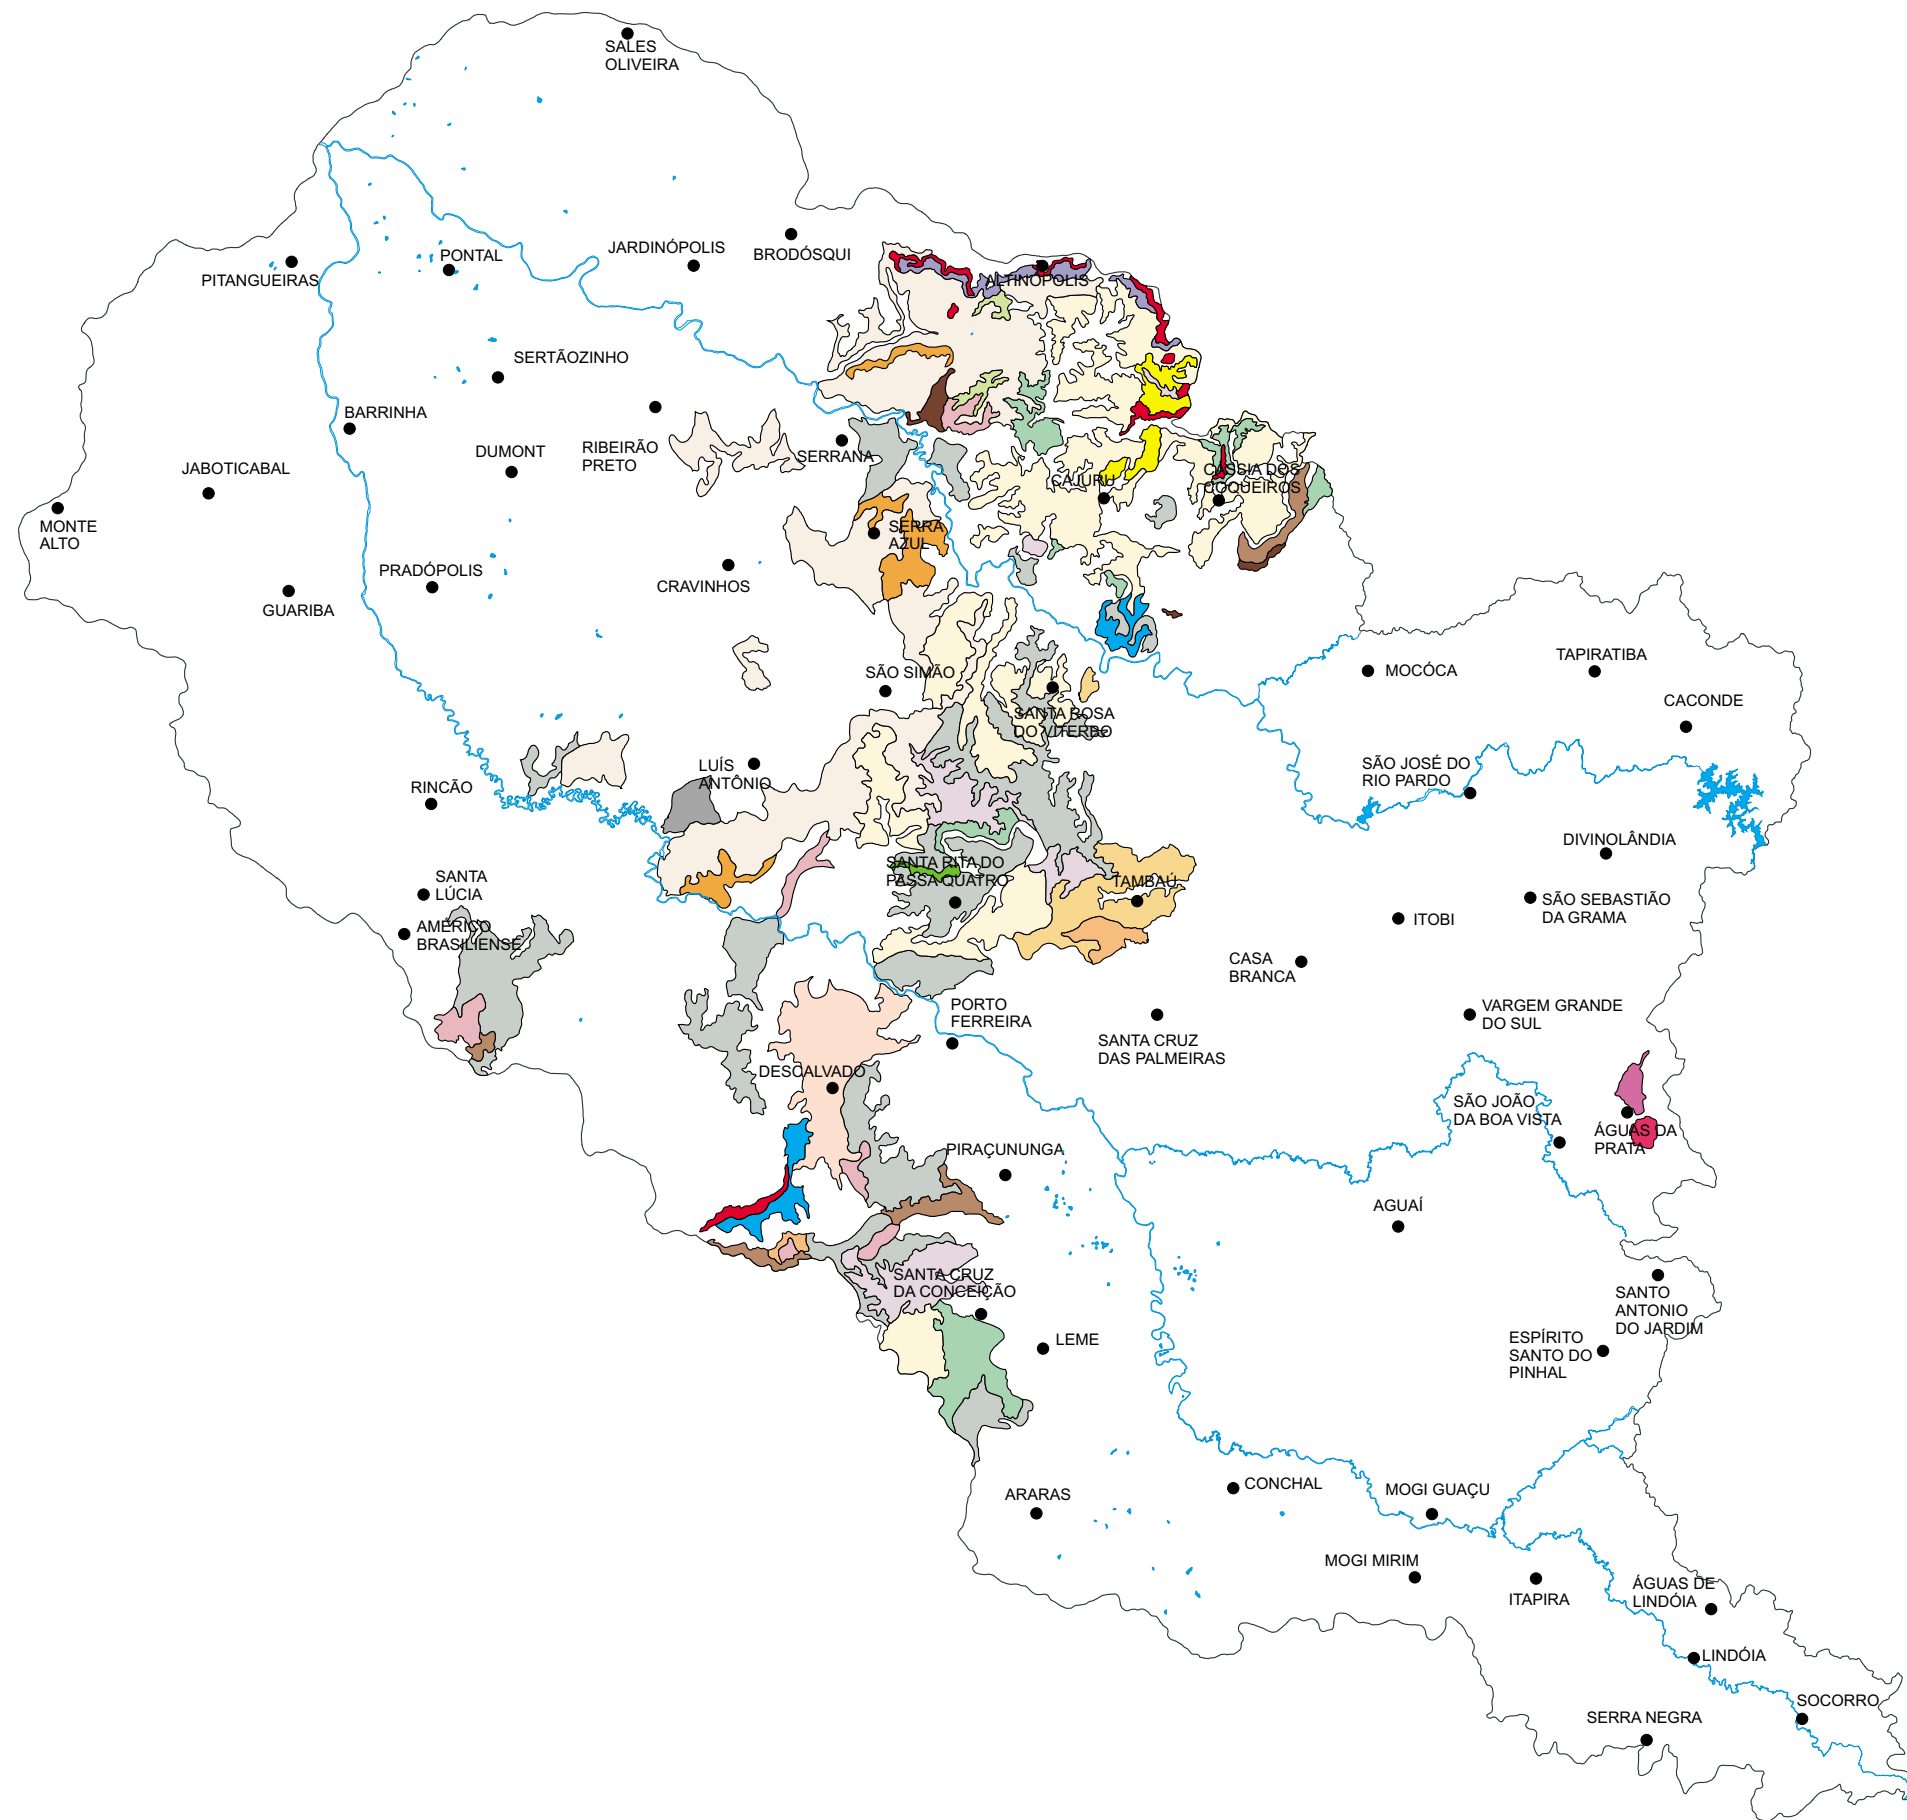 SALES
OLIVEIRA
JARDINÓPOLIS
BRODÓSQUI
PONTAL
PITANGUEIRAS
ALTINÓPOLIS
SERTÃOZINHO
BARRINHA
DUMONT
RIBEIRÃO
PRETO
SERRANA
JABOTICABAL
CAJURU
CÁSSIA DOS
COQUEIROS
MONTE
ALTO
SERRA
AZUL
PRADÓPOLIS
CRAVINHOS
GUARIBA
SÃO SIMÃO
MOCÓCA
TAPIRATIBA
CACONDE
SANTA ROSA
DO VITERBO
LUÍS
ANTÔNIO
SÃO JOSÉ DO
RIO PARDO
RINCÃO
DIVINOLÂNDIA
SANTA RITA DO
PASSA QUATRO
TAMBAÚ
SANTA
LÚCIA
SÃO SEBASTIÃO
DA GRAMA
ITOBI
AMÉRICO
BRASILIENSE
CASA
BRANCA
PORTO
FERREIRA
VARGEM GRANDE
DO SUL
SANTA CRUZ
DAS PALMEIRAS
DESCALVADO
SÃO JOÃO
DA BOA VISTA
ÁGUAS DA
PRATA
PIRAÇUNUNGA
AGUAÍ
SANTA CRUZ
DA CONCEIÇÃO
SANTO
ANTONIO
DO JARDIM
LEME
ESPÍRITO
SANTO DO
PINHAL
ARARAS
CONCHAL
MOGI GUAÇU
MOGI MIRIM
ITAPIRA
ÁGUAS DE
LINDÓIA
LINDÓIA
SOCORRO
SERRA NEGRA